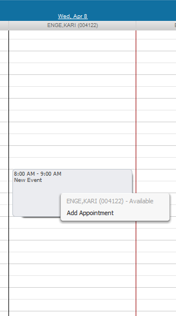 Wed, Apr 8
ENGE,KARI (004122)
E
8:00 AM - 9:00 AM
New Event
ENGE,KARI (004122) - Available
Add Appointment